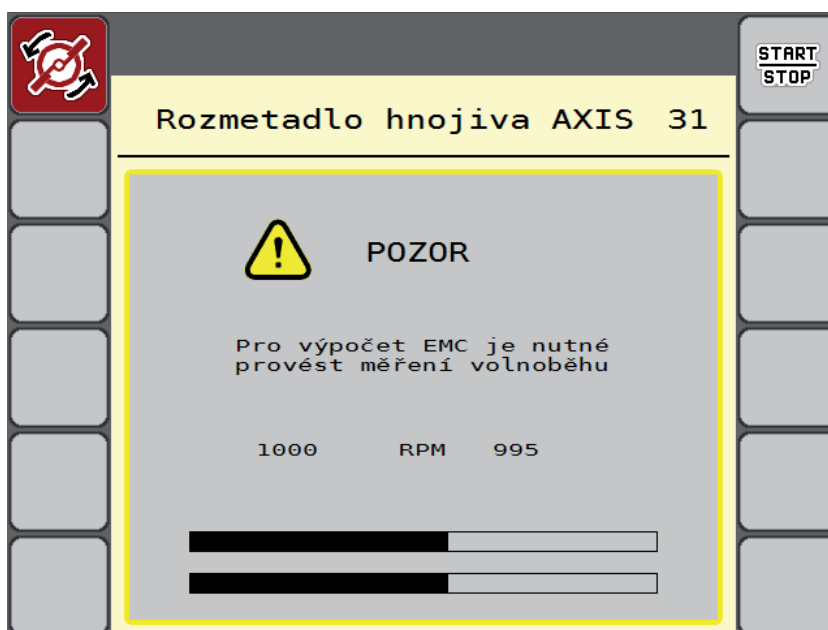 START
STOP
Rozmetadlo hnojiva AXIS 31
POZOR
Pro výpočet EMC je nutné
provést měření volnoběhu
1000 RPM 995